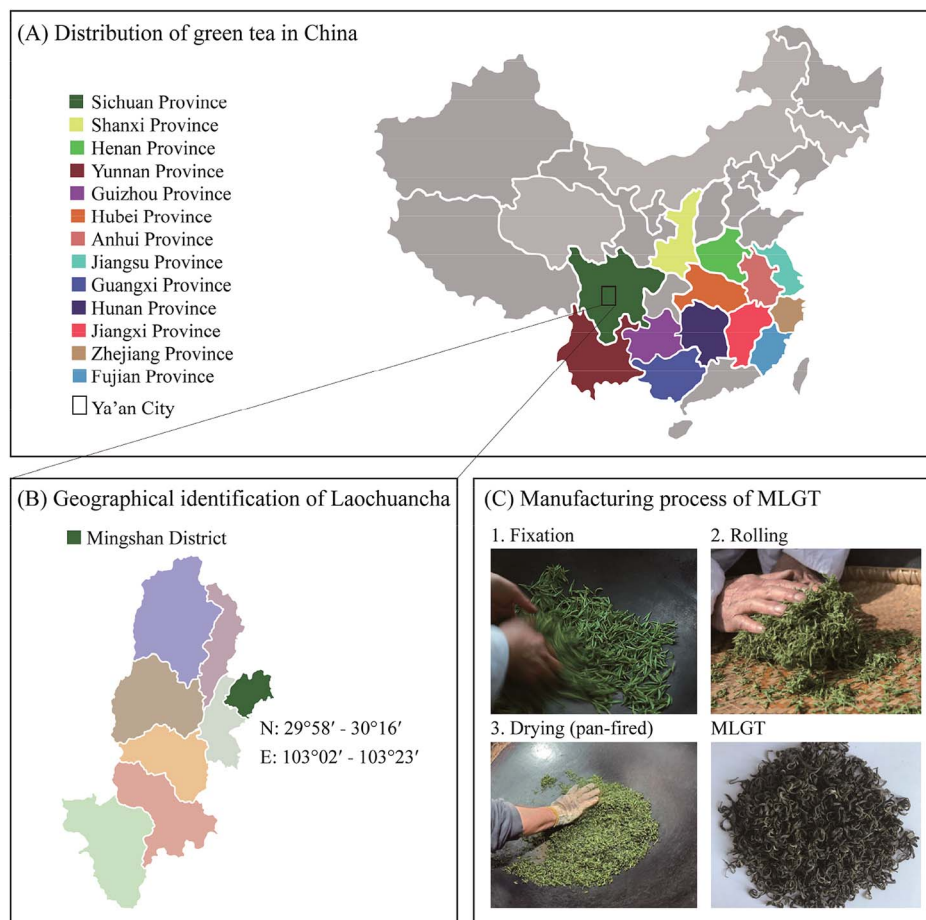 (A) Distribution of green tea in China
Sichuan Province
Shanxi Province
Henan Province
Yunnan Province
Guizhou Province
Hubei Province
Anhui Province
Jiangsu Province
Guangxi Province
Hunan Province
Jiangxi Province
Zhejiang Province
Fujian Province
Ya'an City
(B) Geographical identification of Laochuancha
Mingshan District
N: 29°58′ - 30°16′
E: 103°02′ - 103°23′
(C) Manufacturing process of MLGT
1. Fixation
2. Rolling
3. Drying (pan-fired)
MLGT